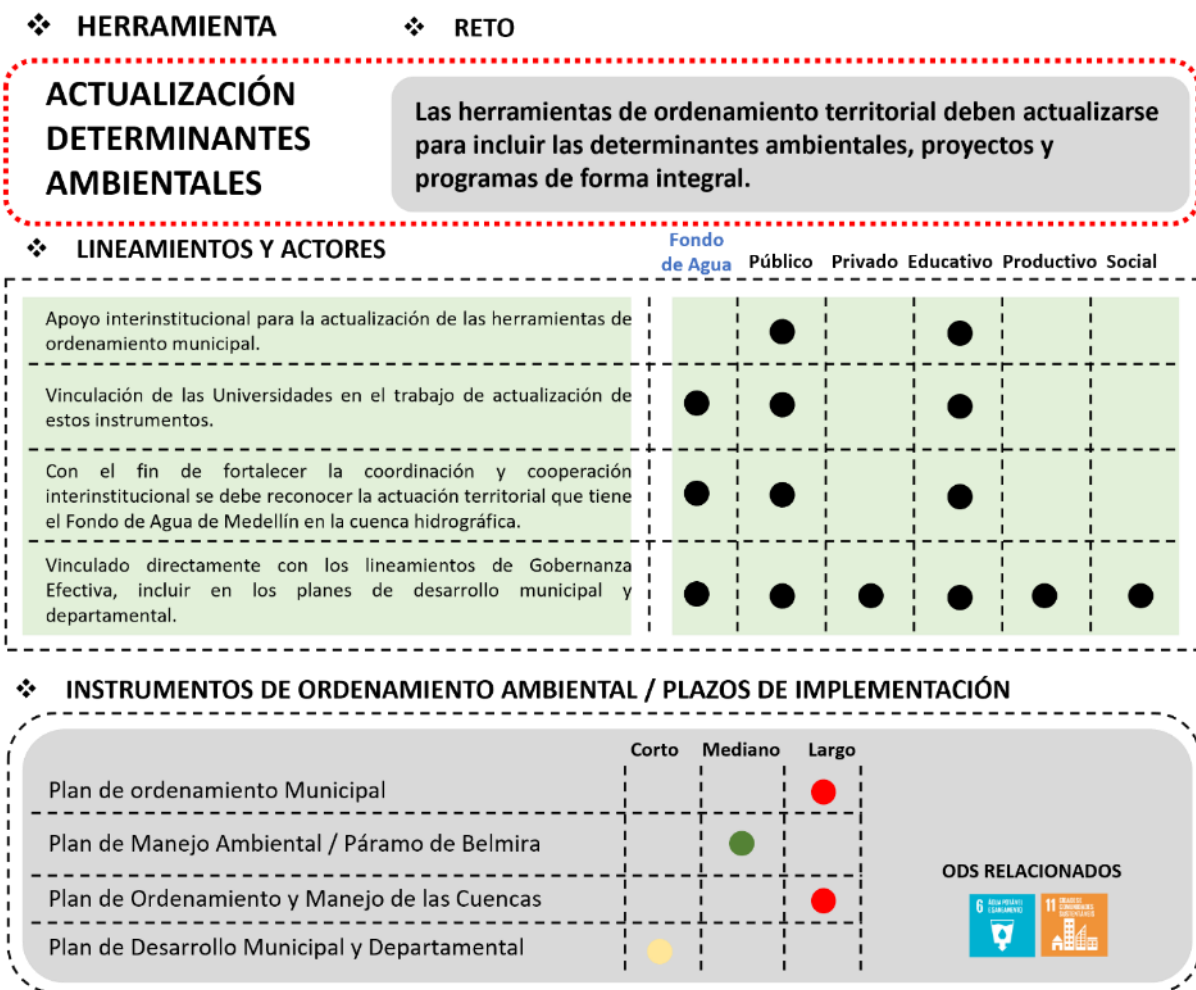 HERRAMIENTA
RETO
ACTUALIZACIÓN
DETERMINANTES
AMBIENTALES
Las herramientas de ordenamiento territorial deben actualizarse
para incluir las determinantes ambientales, proyectos y
programas de forma integral.
LINEAMIENTOS Y ACTORES
Fondo
de Agua Público Privado Educativo Productivo Social
Apoyo interinstitucional para la actualización de las herramientas de
ordenamiento municipal.
Vinculación de las Universidades en el trabajo de actualización de
estos instrumentos.
Con el fin de fortalecer la coordinación y cooperación
interinstitucional se debe reconocer la actuación territorial que tiene
el Fondo de Agua de Medellín en la cuenca hidrográfica.
Vinculado directamente con los lineamientos de Gobernanza
Efectiva, incluir en los planes de desarrollo municipal y
departamental.
INSTRUMENTOS DE ORDENAMIENTO AMBIENTAL / PLAZOS DE IMPLEMENTACIÓN
Corto Mediano Largo
Plan de ordenamiento Municipal
Plan de Manejo Ambiental / Páramo de Belmira
Plan de Ordenamiento y Manejo de las Cuencas
Plan de Desarrollo Municipal y Departamental
ODS RELACIONADOS
6
11